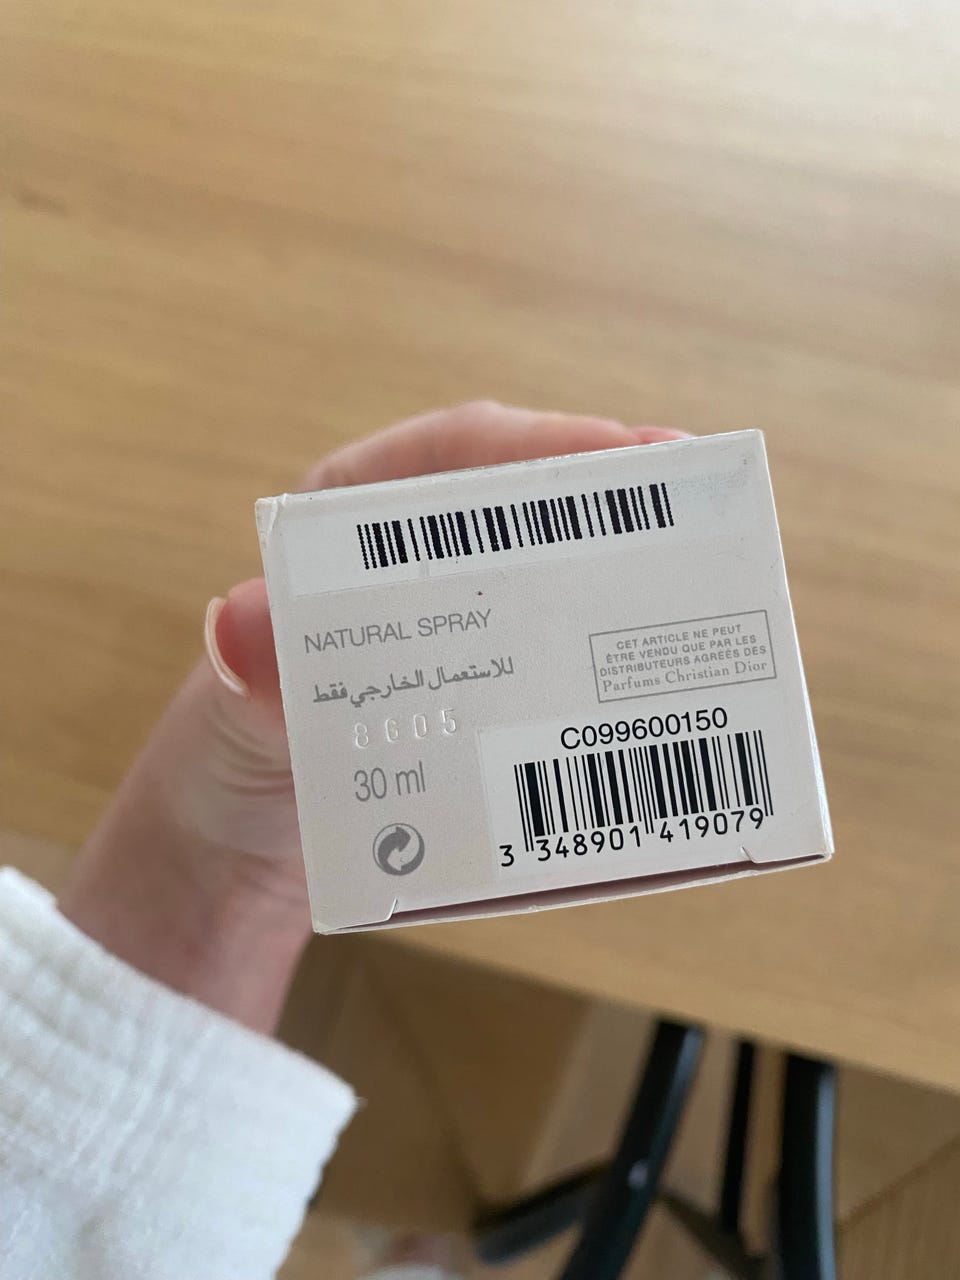 NATURAL SPRAY
للاستعمال الخارجي فقط
8605
30 ml
CET ARTICLE NE PEUT
ÊTRE VENDU QUE PAR LES
DISTRIBUTEURS AGRÉÉS DES
Parfums Christian Dior
C099600150
3 348901 419079